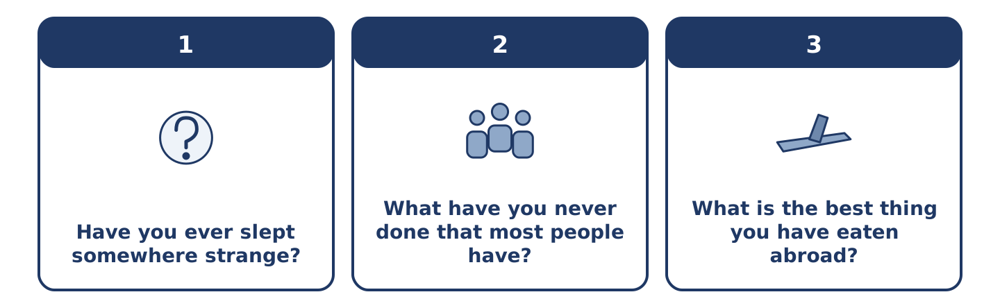 1
Have you ever slept
somewhere strange?
2
What have you never
done that most people
have?
3
What is the best thing
you have eaten
abroad?